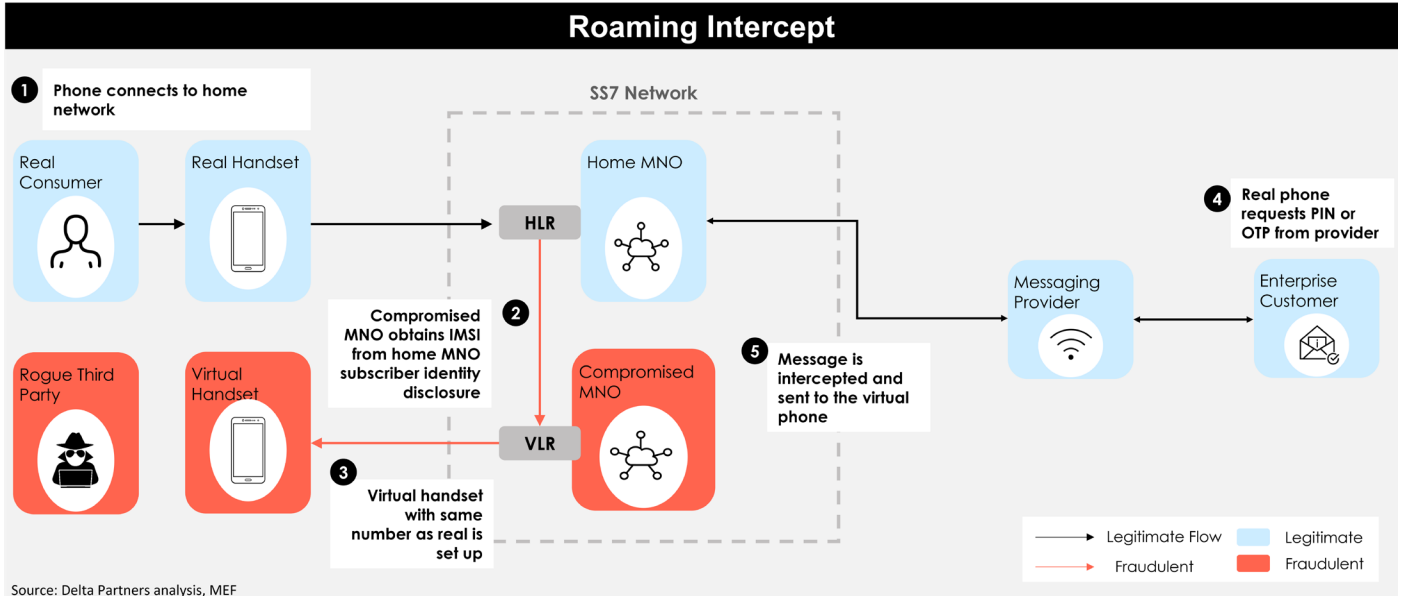 Roaming Intercept
1
Phone connects to home
network
SS7 Network
Real
Consumer
Real Handset
Home MNO
HLR
4
Real phone
requests PIN or
OTP from provider
Messaging
Provider
Enterprise
Customer
2
Compromised
MNO obtains IMSI
from home MNO
subscriber identity
disclosure
5
Message is
intercepted and
sent to the virtual
phone
Rogue Third
Party
Virtual
Handset
Compromised
MNO
VLR
3
Virtual handset
with same
number as real is
set up
Legitimate Flow
Legitimate
Fraudulent
Fraudulent
Source: Delta Partners analysis, MEF